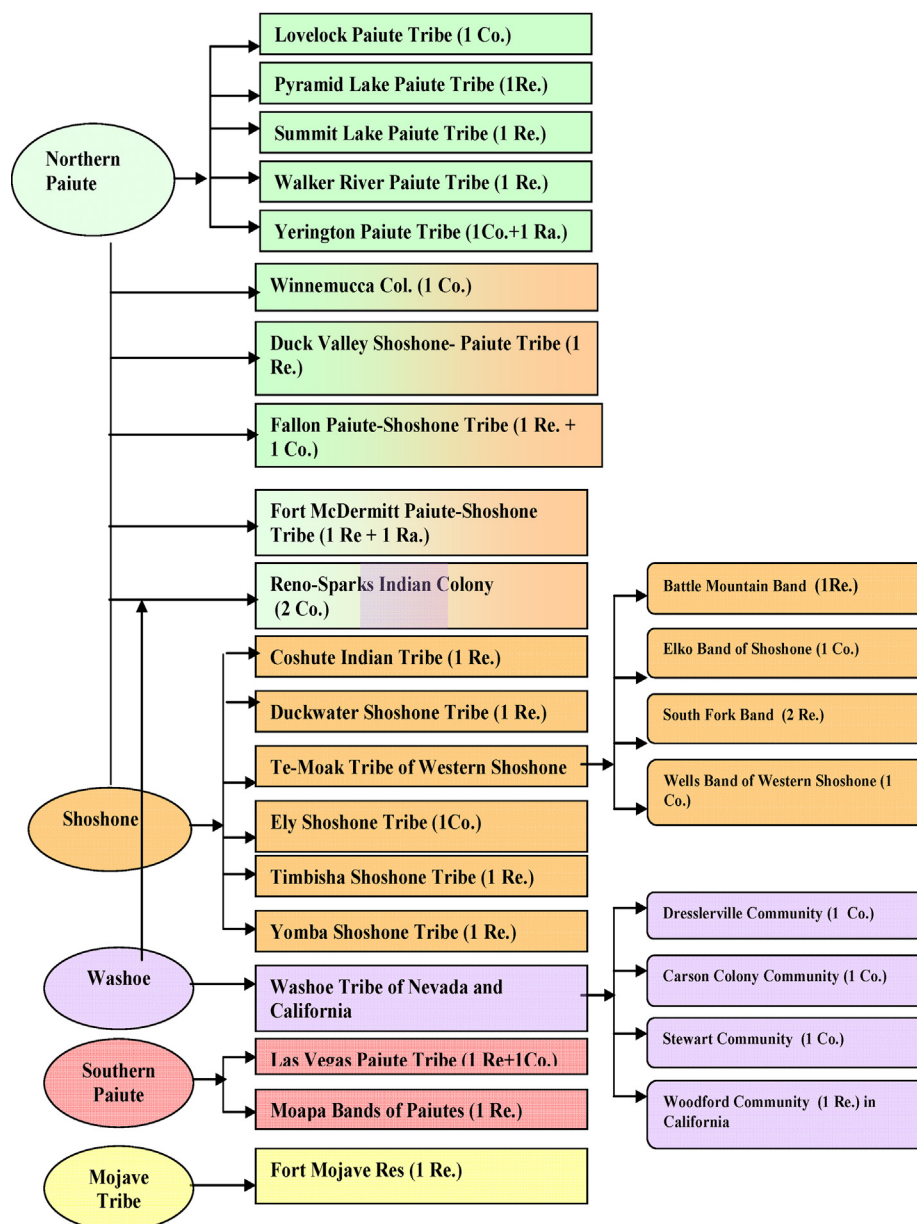 Northern
Paiute
Lovelock Paiute Tribe (1 Co.)
Pyramid Lake Paiute Tribe (1Re.)
Summit Lake Paiute Tribe (1 Re.)
Walker River Paiute Tribe (1 Re.)
Yerington Paiute Tribe (1Co.+1 Ra.)
Winnemucca Col. (1 Co.)
Duck Valley Shoshone- Paiute Tribe (1
Re.)
Fallon Paiute-Shoshone Tribe (1 Re. +
1 Co.)
Fort McDermitt Paiute-Shoshone
Tribe (1 Re + 1 Ra.)
Reno-Sparks Indian Colony
(2 Co.)
Shoshone
Coshute Indian Tribe (1 Re.)
Duckwater Shoshone Tribe (1 Re.)
Te-Moak Tribe of Western Shoshone
Ely Shoshone Tribe (1Co.)
Timbisha Shoshone Tribe (1 Re.)
Yomba Shoshone Tribe (1 Re.)
Battle Mountain Band (1Re.)
Elko Band of Shoshone (1 Co.)
South Fork Band (2 Re.)
Wells Band of Western Shoshone (1
Co.)
Washoe
Washoe Tribe of Nevada and
California
Dresslerville Community (1 Co.)
Carson Colony Community (1 Co.)
Stewart Community (1 Co.)
Woodford Community (1 Re.) in
California
Southern
Paiute
Las Vegas Paiute Tribe (1 Re+1Co.)
Moapa Bands of Paiutes (1 Re.)
Mojave
Tribe
Fort Mojave Res (1 Re.)